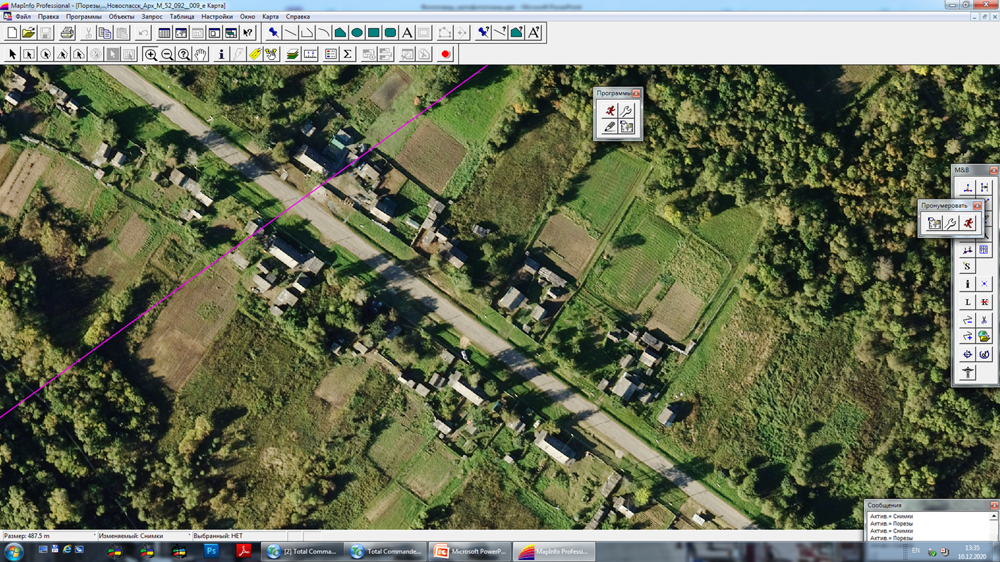 MapInfo Professional - [Порезы,...,Новоспасск_Арх_М_52_092__009_е Карта]
Файл Правка Программы Объекты Запрос Таблица Настройки Окно Карта Справка
Программы
M&B
Пронумеровать
S
L K
Сообщения
Актив.= Снимки
Актив.= Порезы
Актив.= Снимки
Актив.= Порезы
Размер: 487.5 m Изменяемый: Снимки Выбранный: НЕТ
Ps [2] Total Comma... Total Commande... Microsoft PowerP... MapInfo Professi... EN 13:35
10.12.2020